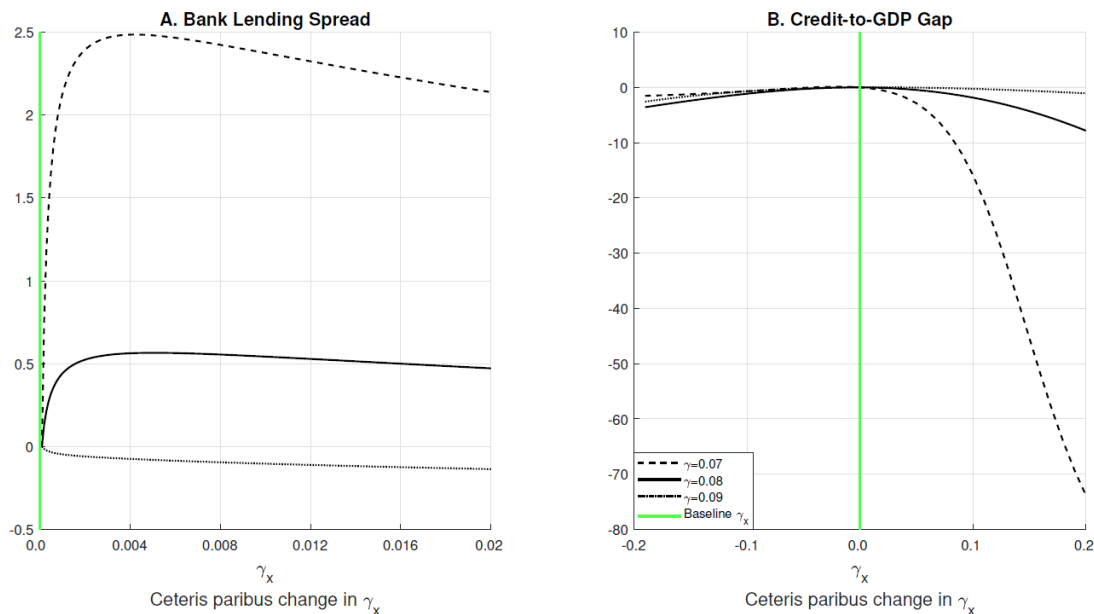 A. Bank Lending Spread
2.5
2
1.5
1
0.5
0
-0.5
0.0 0.004 0.008 0.012 0.016 0.02
γx
Ceteris paribus change in γx
B. Credit-to-GDP Gap
10
0
-10
-20
-30
-40
-50
-60
-70
-80
γ=0.07
γ=0.08
γ=0.09
Baseline γx
-0.2 -0.1 0.0 0.1 0.2
γx
Ceteris paribus change in γx